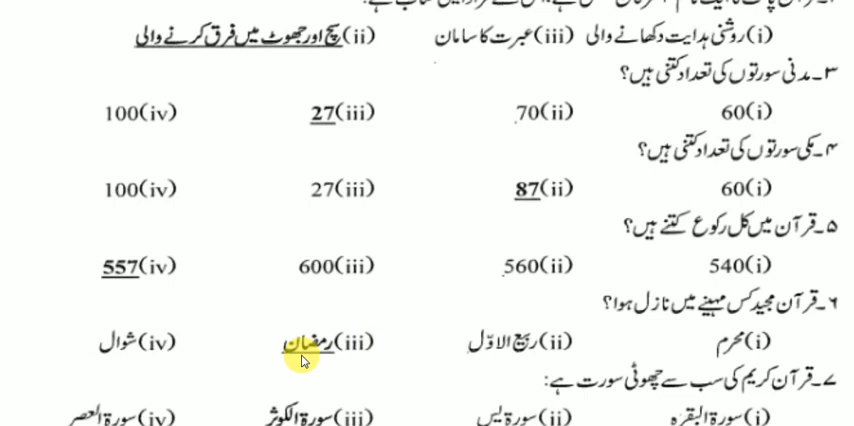 (i) روشنی ہدایت دکھانے والی (iii) عبرت کا سامان (ii) سچ اور جھوٹ میں فرق کرنے والی
۳۔ مدنی سورتوں کی تعداد کتنی ہیں؟
60(i) 70(ii) 27(iii) 100(iv)
۴۔ مکی سورتوں کی تعداد کتنی ہیں؟
60(i) 87(ii) 27(iii) 100(iv)
۵۔ قرآن میں کل رکوع کتنے ہیں؟
540(i) 560(ii) 600(iii) 557(iv)
۶۔ قرآن مجید کس مہینے میں نازل ہوا؟
(i) محرم (ii) ربیع الاوّل (iii) رمضان (iv) شوال
۷۔ قرآن کریم کی سب سے چھوٹی سورت ہے:
(i) سورۃ البقرہ (ii) سورۃ یٰس (iii) سورۃ الکوثر (iv) سورۃ العصر